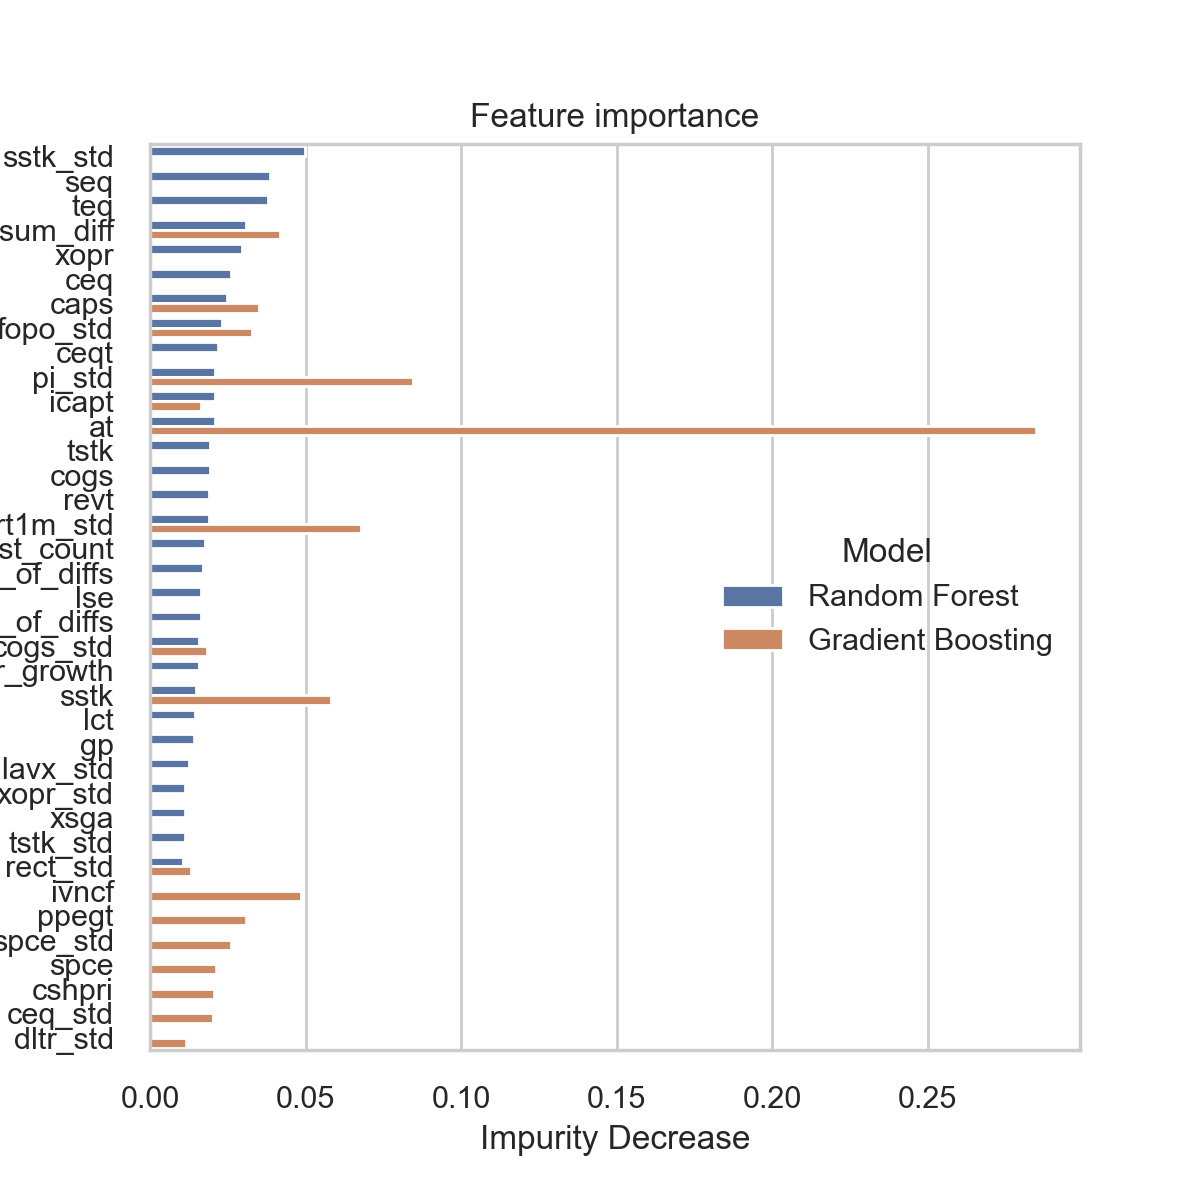 Feature importance
sstk_std
seq
teq
sum_diff
xopr
ceq
caps
fopo_std
ceqt
pi_std
icapt
at
tstk
cogs
revt
rt1m_std
st_count
_of_diffs
lse
_of_diffs
cogs_std
r_growth
sstk
lct
gp
lavx_std
xopr_std
xsga
tstk_std
rect_std
ivncf
ppegt
spce_std
spce
cshpri
ceq_std
dltr_std
Model
Random Forest
Gradient Boosting
0.00 0.05 0.10 0.15 0.20 0.25
Impurity Decrease